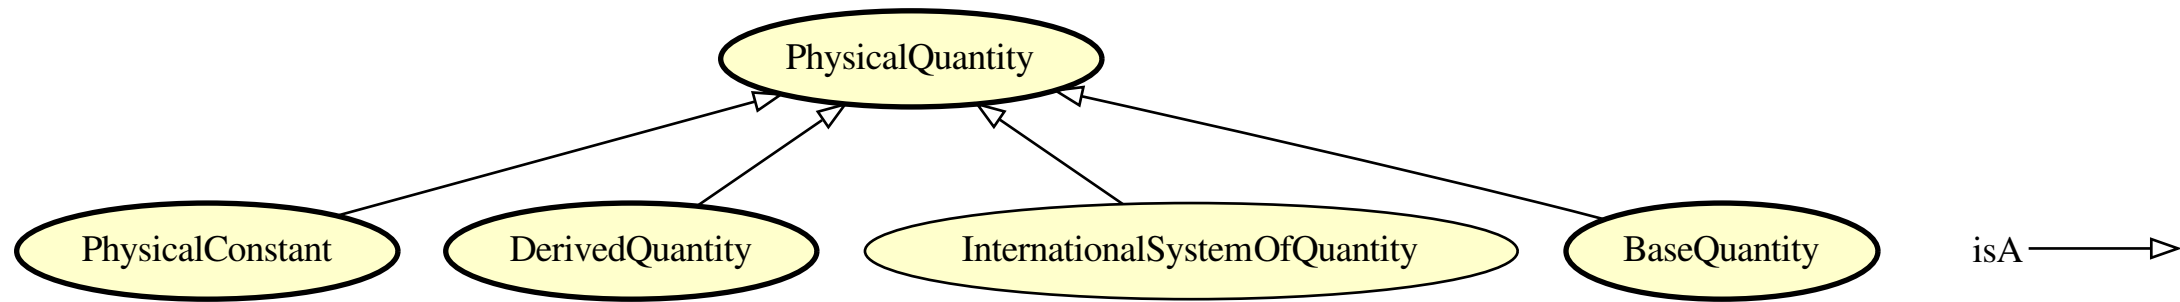 PhysicalQuantity
PhysicalConstant
DerivedQuantity
InternationalSystemOfQuantity
BaseQuantity
isA